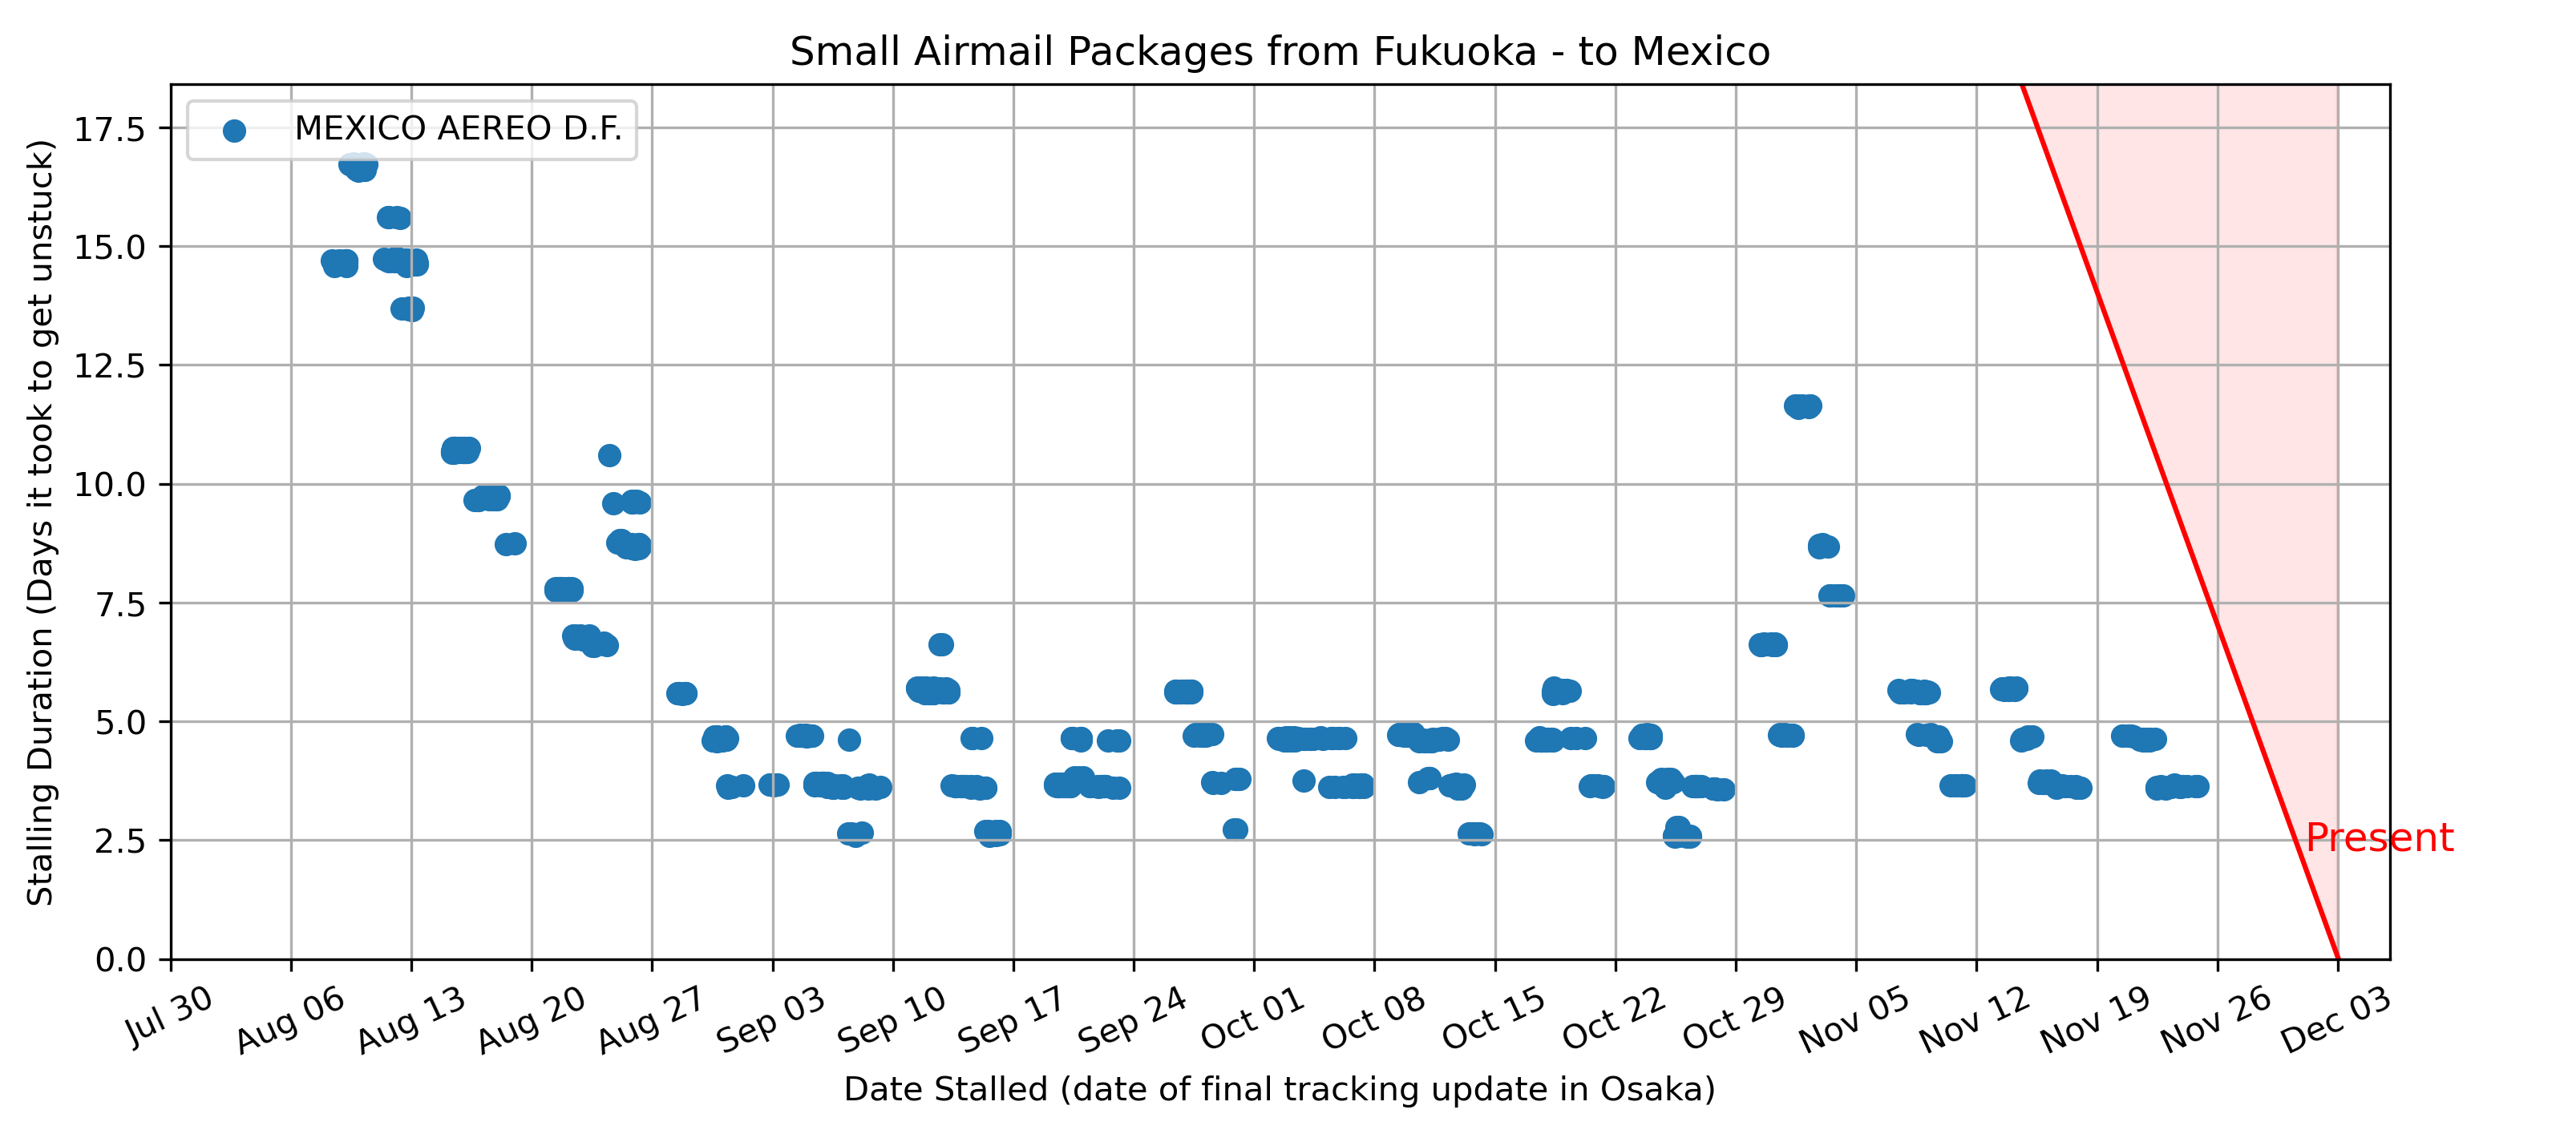 Small Airmail Packages from Fukuoka - to Mexico
MEXICO AEREO D.F.
Stalling Duration (Days it took to get unstuck)
17.5
15.0
12.5
10.0
7.5
5.0
2.5
0.0
Present
Jul 30
Aug 06
Aug 13
Aug 20
Aug 27
Sep 03
Sep 10
Sep 17
Sep 24
Oct 01
Oct 08
Oct 15
Oct 22
Oct 29
Nov 05
Nov 12
Nov 19
Nov 26
Dec 03
Date Stalled (date of final tracking update in Osaka)